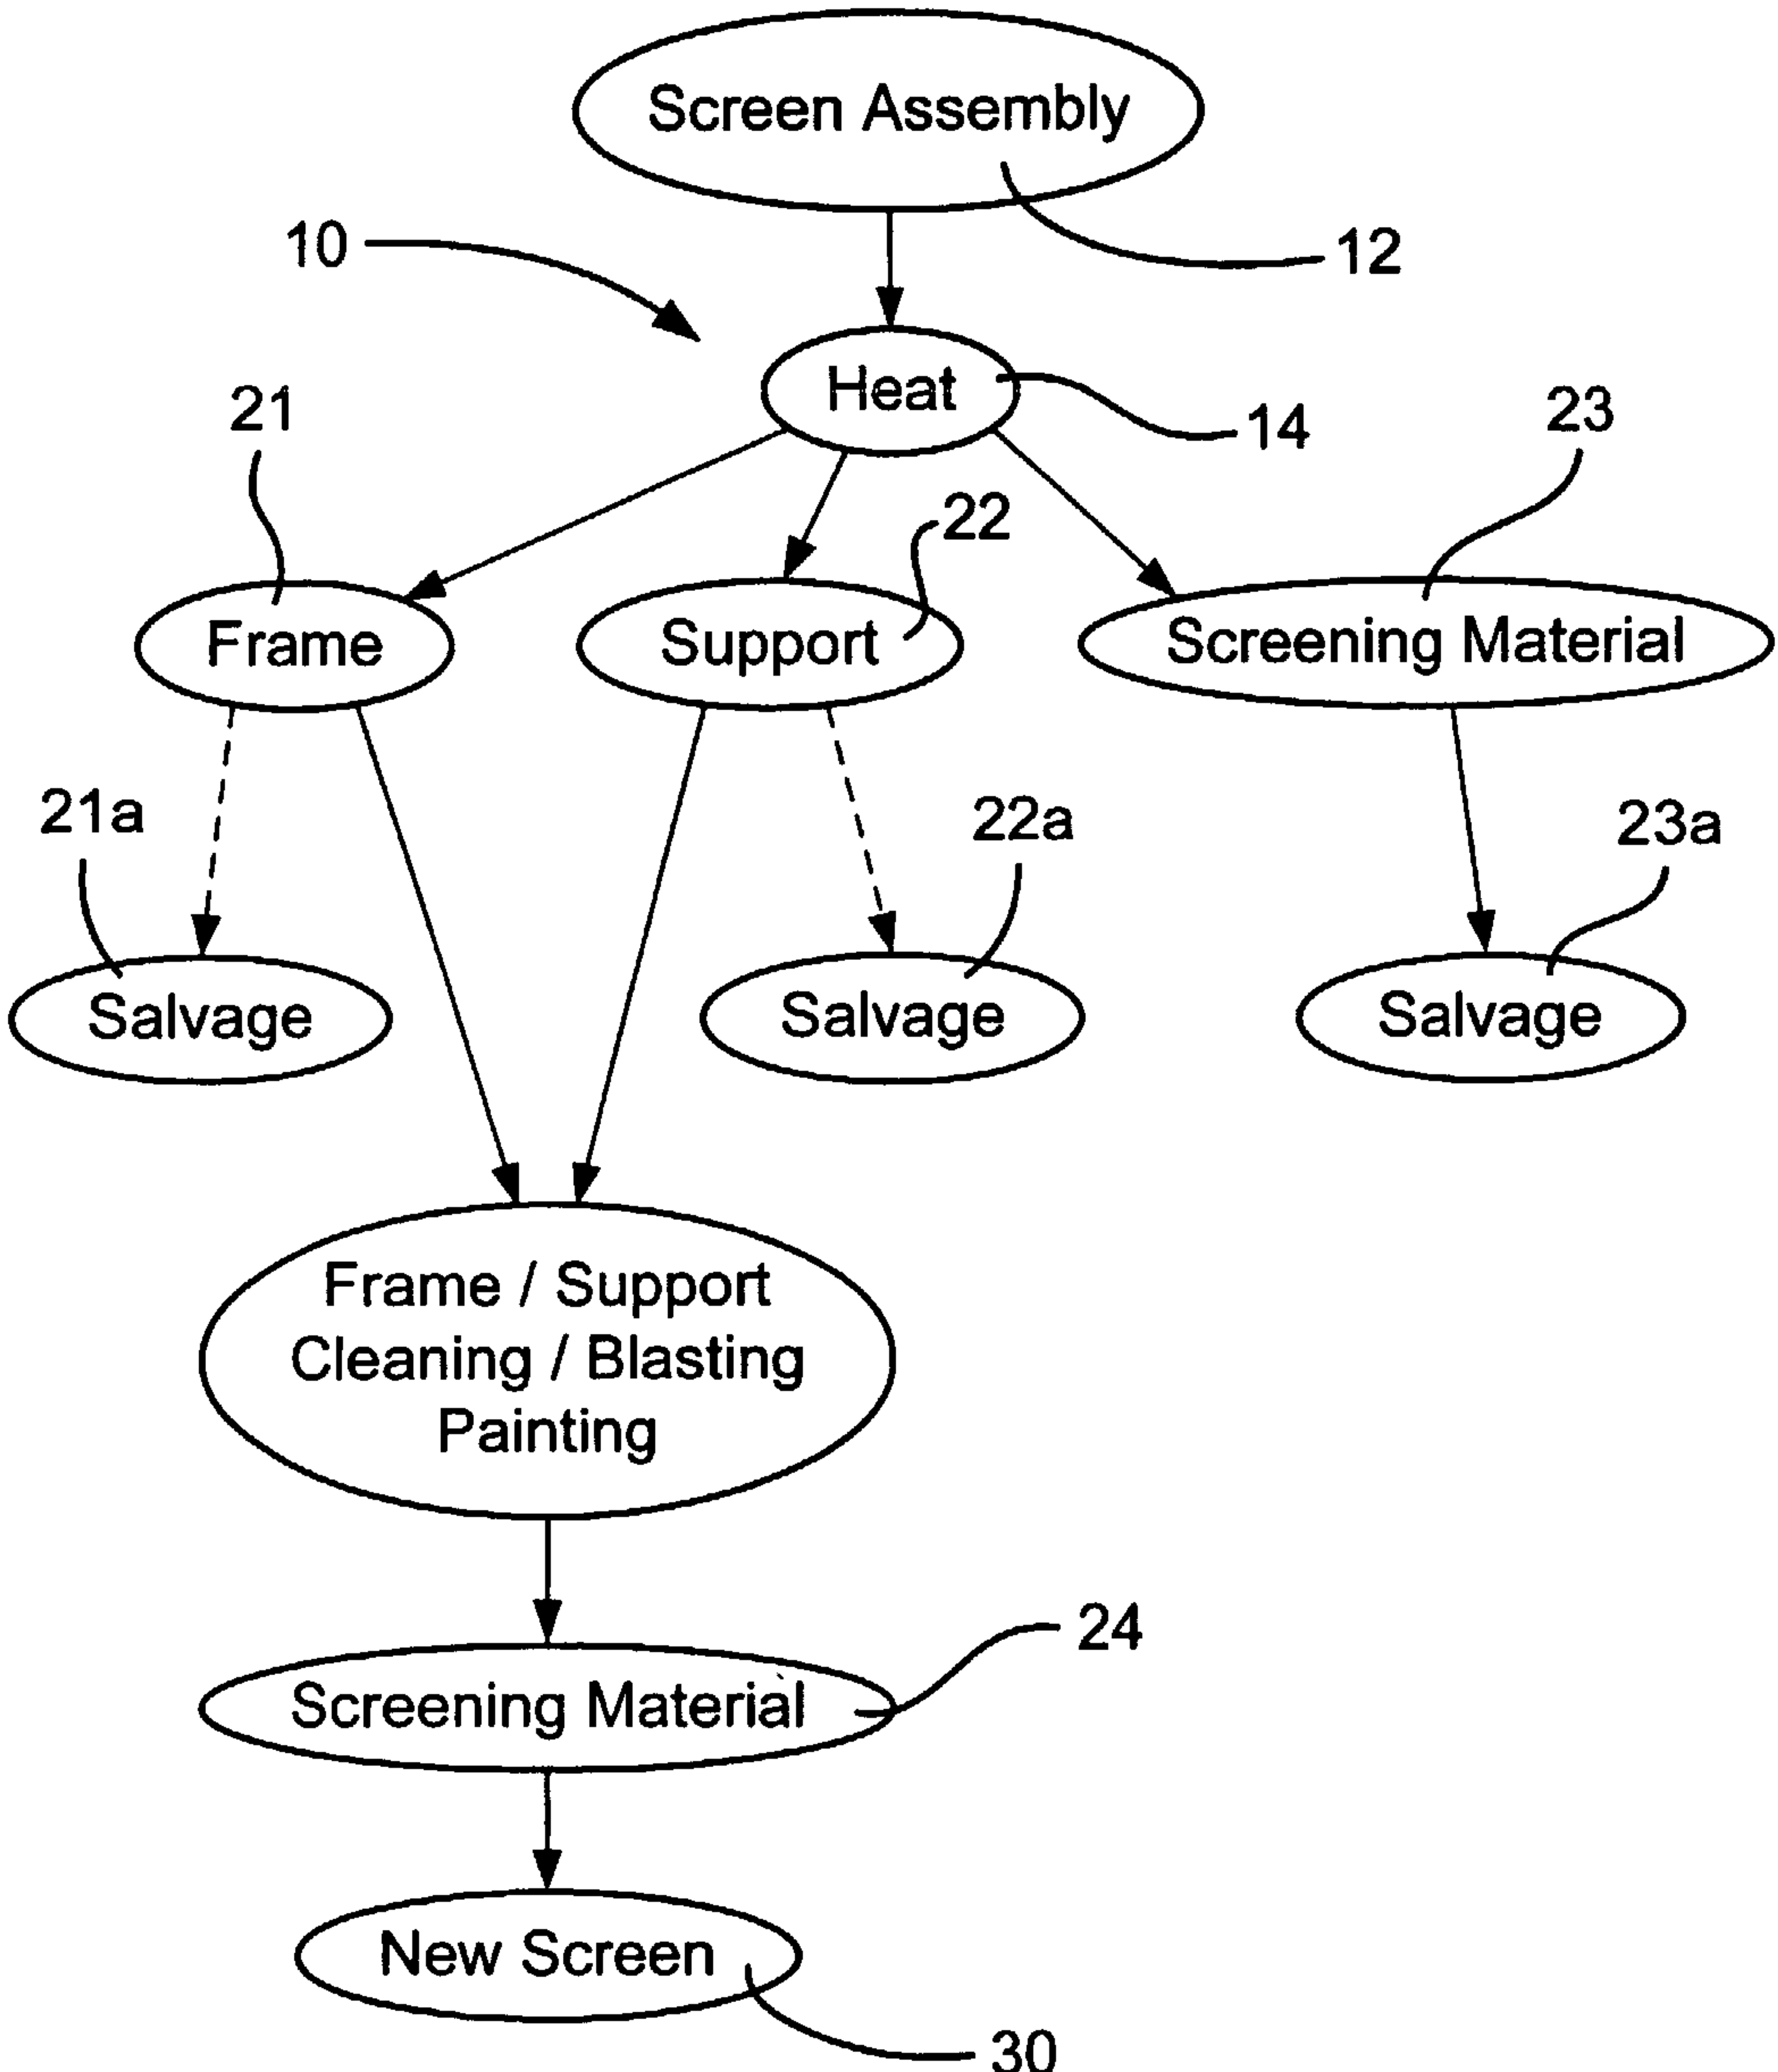 Screen Assembly
10
12
Heat
21
14
23
22
Frame
Support
Screening Material
21a
22a
23a
Salvage
Salvage
Salvage
Frame / Support
Cleaning / Blasting
Painting
24
Screening Material
New Screen
30